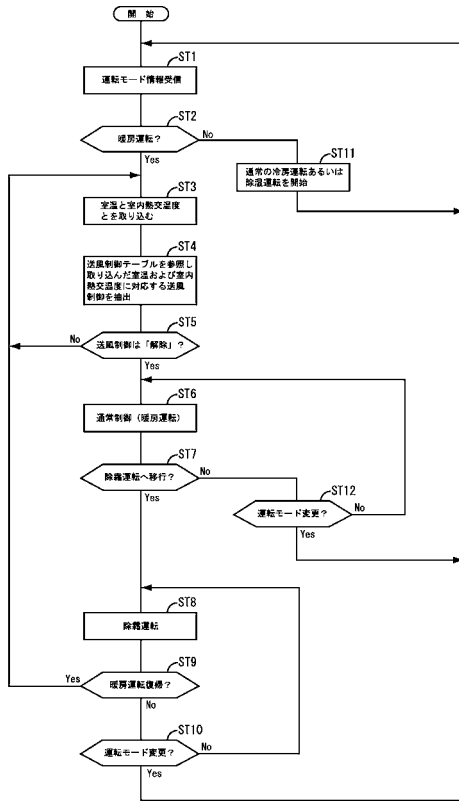 開 始
ST1
運転モード情報受信
ST2
暖房運転？
No
Yes
ST11
通常の冷房運転あるいは
除湿運転を開始
ST3
室温と室内熱交温度
とを取り込む
ST4
送風制御テーブルを参照し
取り込んだ室温および室内
熱交温度に対応する送風
制御を抽出
ST5
送風制御は「解除」？
No
Yes
ST6
通常制御（暖房運転）
ST7
除霜運転へ移行？
No
Yes
ST12
運転モード変更？
No
Yes
ST8
除霜運転
ST9
暖房運転復帰？
Yes
No
ST10
運転モード変更？
No
Yes